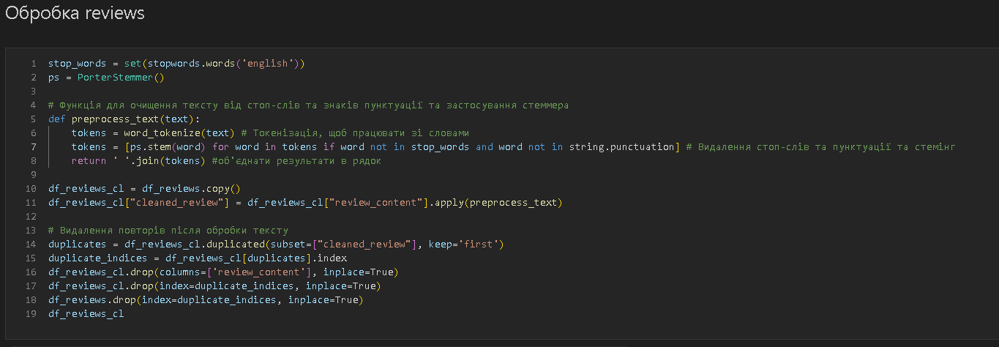 Обробка reviews
1 stop_words = set(stopwords.words('english'))
2 ps = PorterStemmer()
3
4 # Функція для очищення тексту від стоп-слів та знаків пунктуації та застосування стеммера
5 def preprocess_text(text):
6     tokens = word_tokenize(text) # Токенізація, щоб працювати зі словами
7     tokens = [ps.stem(word) for word in tokens if word not in stop_words and word not in string.punctuation] # Видалення стоп-слів та пунктуації та стемінг
8     return ' '.join(tokens) #об'єднати результати в рядок
9
10 df_reviews_cl = df_reviews.copy()
11 df_reviews_cl["cleaned_review"] = df_reviews_cl["review_content"].apply(preprocess_text)
12
13 # Видалення повторів після обробки тексту
14 duplicates = df_reviews_cl.duplicated(subset=["cleaned_review"], keep='first')
15 duplicate_indices = df_reviews_cl[duplicates].index
16 df_reviews_cl.drop(columns=['review_content'], inplace=True)
17 df_reviews_cl.drop(index=duplicate_indices, inplace=True)
18 df_reviews.drop(index=duplicate_indices, inplace=True)
19 df_reviews_cl